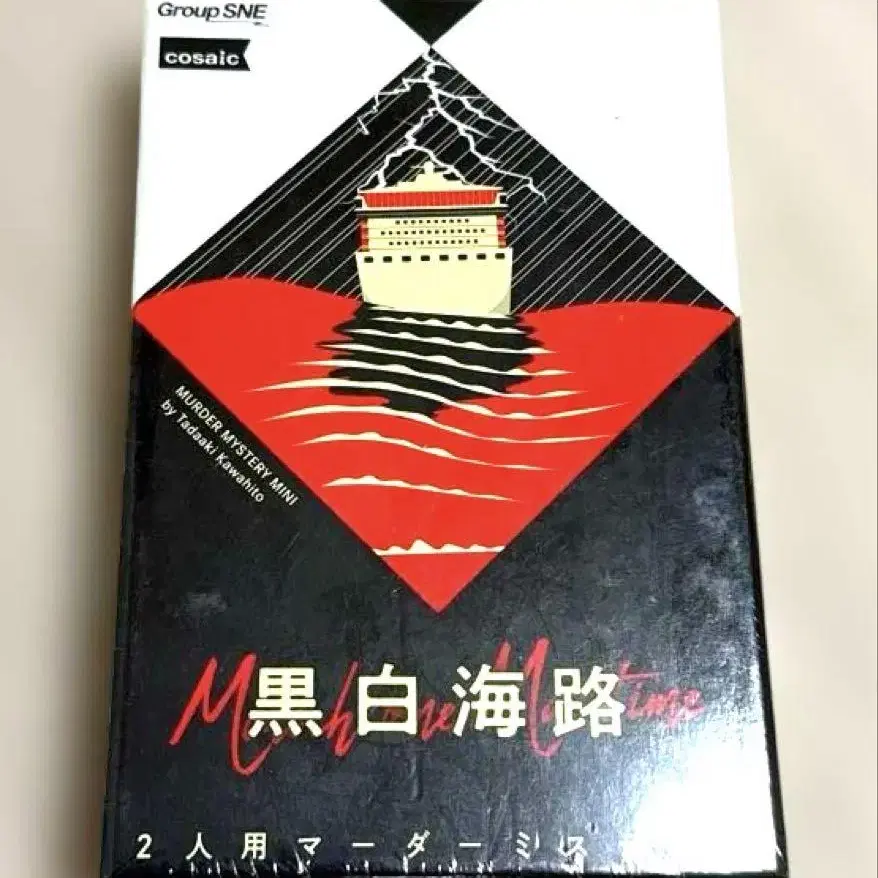 Group SNE
cosaic
MURDER MYSTERY MINI
by Tadaaki Kawahito
黒白海路
2人用マーダーミス